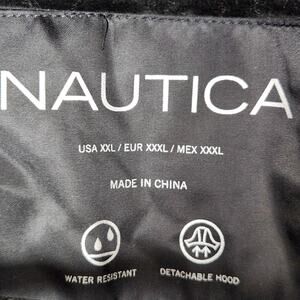 NAUTICA
USA XXL / EUR XXXL / MEX XXXL
MADE IN CHINA
WATER RESISTANT
DETACHABLE HOOD